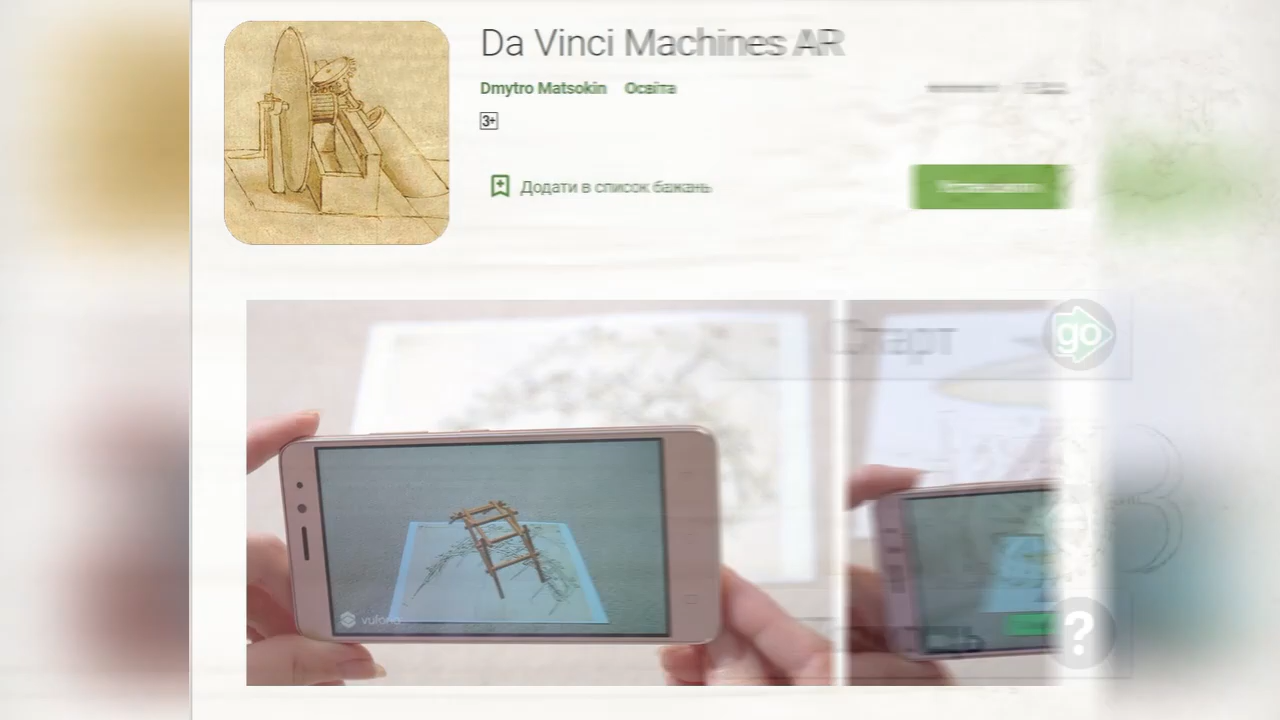 Da Vinci Machines AR
Dmytro Matsokin Освіта
3+
Додати в список бажань
Старт
go
vuforia
?